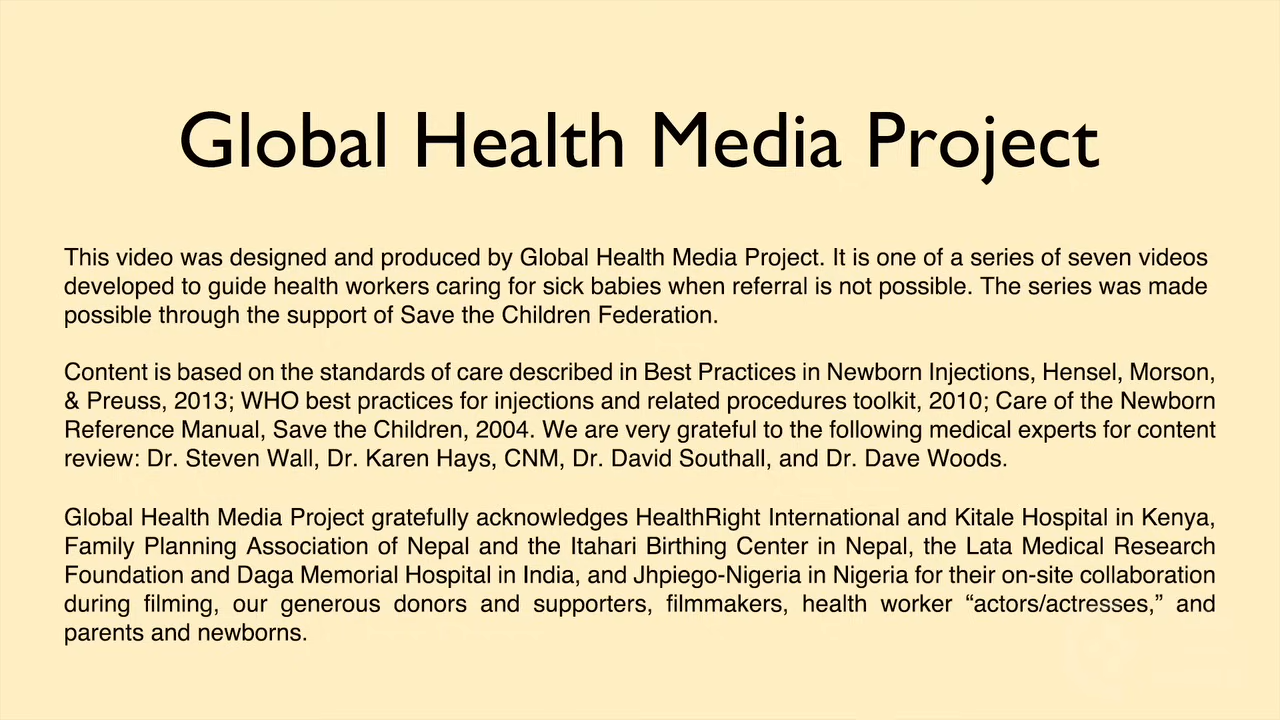 Global Health Media Project
This video was designed and produced by Global Health Media Project. It is one of a series of seven videos
developed to guide health workers caring for sick babies when referral is not possible. The series was made
possible through the support of Save the Children Federation.
Content is based on the standards of care described in Best Practices in Newborn Injections, Hensel, Morson,
& Preuss, 2013; WHO best practices for injections and related procedures toolkit, 2010; Care of the Newborn
Reference Manual, Save the Children, 2004. We are very grateful to the following medical experts for content
review: Dr. Steven Wall, Dr. Karen Hays, CNM, Dr. David Southall, and Dr. Dave Woods.
Global Health Media Project gratefully acknowledges HealthRight International and Kitale Hospital in Kenya,
Family Planning Association of Nepal and the Itahari Birthing Center in Nepal, the Lata Medical Research
Foundation and Daga Memorial Hospital in India, and Jhpiego-Nigeria in Nigeria for their on-site collaboration
during filming, our generous donors and supporters, filmmakers, health worker “actors/actresses,” and
parents and newborns.